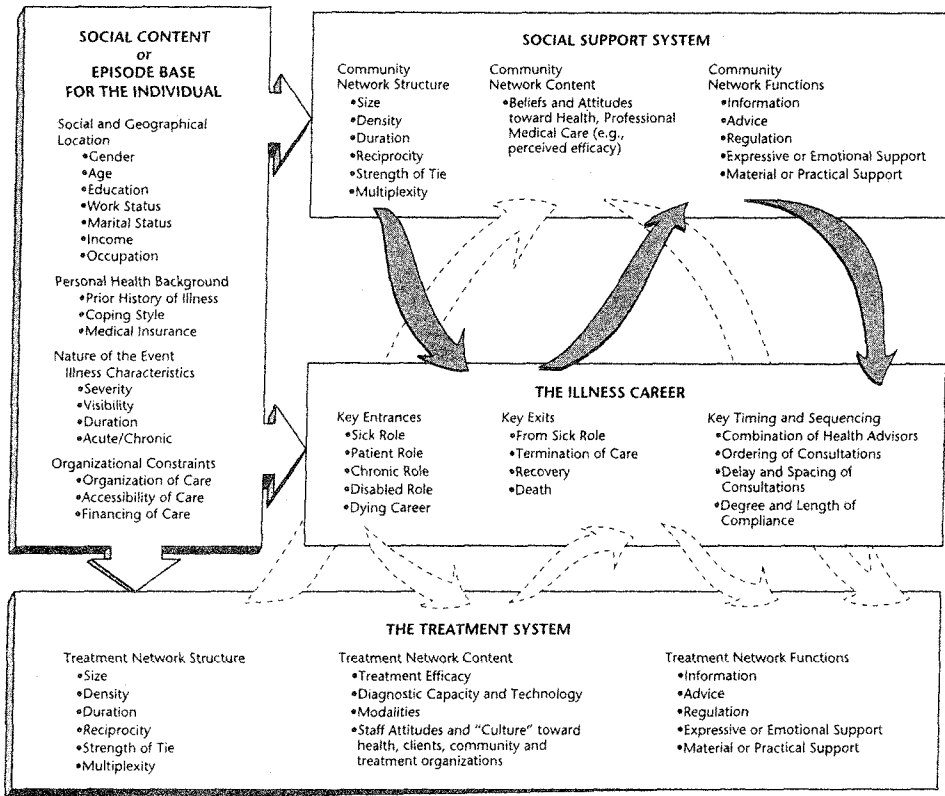 SOCIAL CONTENT
or
EPISODE BASE
FOR THE INDIVIDUAL
Social and Geographical
Location
•Gender
•Age
•Education
•Work Status
•Marital Status
•Income
•Occupation
Personal Health Background
•Prior History of Illness
•Coping Style
•Medical Insurance
Nature of the Event
Illness Characteristics
•Severity
•Visibility
•Duration
•Acute/Chronic
Organizational Constraints
•Organization of Care
•Accessibility of Care
•Financing of Care
SOCIAL SUPPORT SYSTEM
Community
Network Structure
•Size
•Density
•Duration
•Reciprocity
•Strength of Tie
•Multiplexity
Community
Network Content
•Beliefs and Attitudes
toward Health, Professional
Medical Care (e.g.,
perceived efficacy)
Community
Network Functions
•Information
•Advice
•Regulation
•Expressive or Emotional Support
•Material or Practical Support
THE ILLNESS CAREER
Key Entrances
•Sick Role
•Patient Role
•Chronic Role
•Disabled Role
•Dying Career
Key Exits
•From Sick Role
•Termination of Care
•Recovery
•Death
Key Timing and Sequencing
•Combination of Health Advisors
•Ordering of Consultations
•Delay and Spacing of
Consultations
•Degree and Length of
Compliance
THE TREATMENT SYSTEM
Treatment Network Structure
•Size
•Density
•Duration
•Reciprocity
•Strength of Tie
•Multiplexity
Treatment Network Content
•Treatment Efficacy
•Diagnostic Capacity and Technology
•Modalities
•Staff Attitudes and "Culture" toward
health, clients, community and
treatment organizations
Treatment Network Functions
•Information
•Advice
•Regulation
•Expressive or Emotional Support
•Material or Practical Support